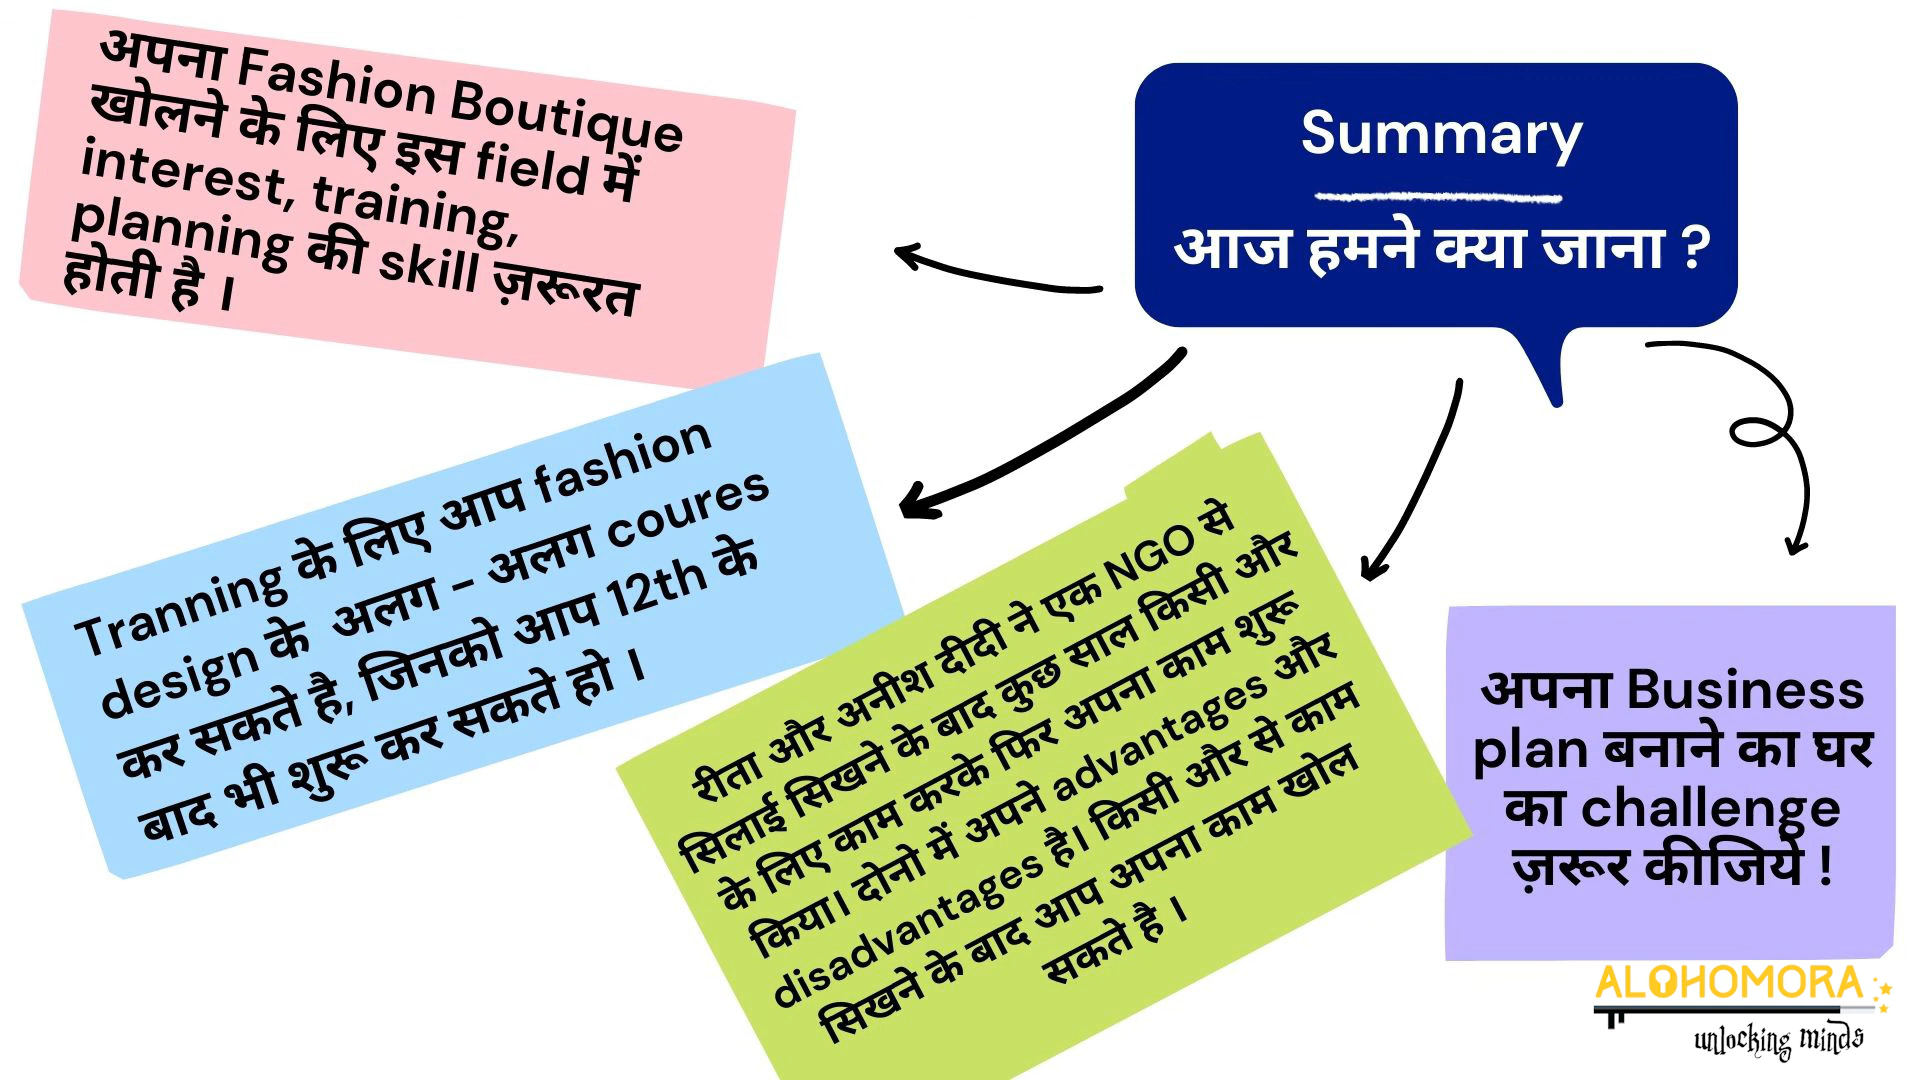 Summary
आज हमने क्या जाना ?
अपना Fashion Boutique
खोलने के लिए इस field में
interest, training,
planning की skill ज़रूरत
होती है ।
Tranning के लिए आप fashion
design के अलग - अलग coures
कर सकते है, जिनको आप 12th के
बाद भी शुरू कर सकते हो ।
रीता और अनीश दीदी ने एक NGO से
सिलाई सिखने के बाद कुछ साल किसी और
के लिए काम करके फिर अपना काम शुरू
किया। दोनो में अपने advantages और
disadvantages है। किसी और से काम
सिखने के बाद आप अपना काम खोल
सकते है ।
अपना Business
plan बनाने का घर
का challenge
ज़रूर कीजिये !
ALOHOMORA
unlocking minds